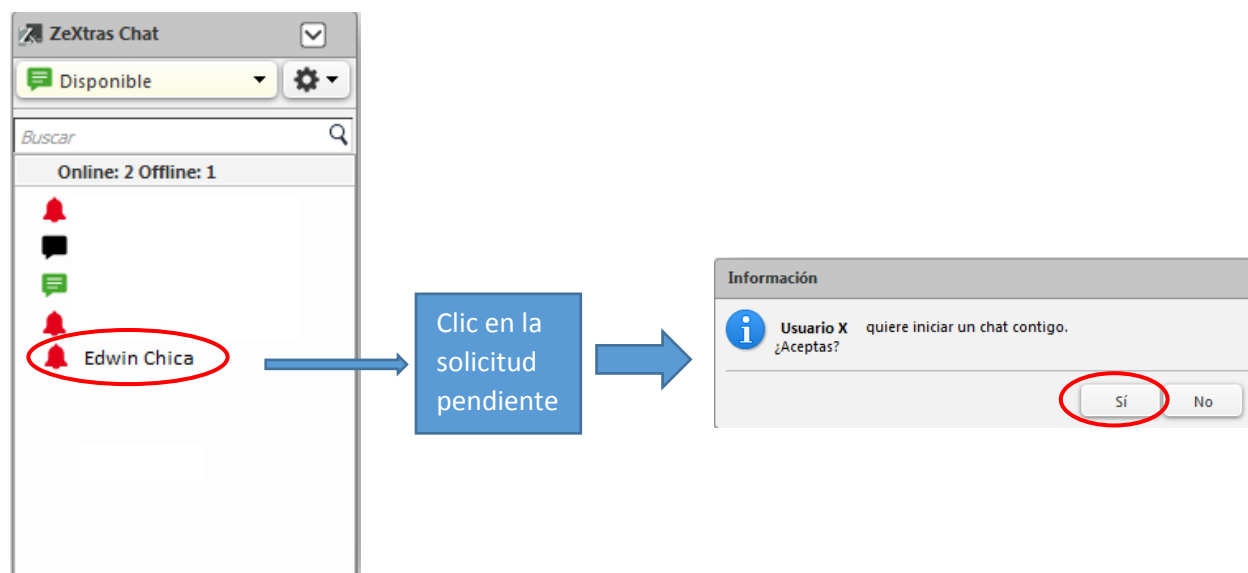 ZeXtras Chat
Disponible
Buscar
Online: 2 Offline: 1
Edwin Chica
Clic en la
solicitud
pendiente
Información
Usuario X quiere iniciar un chat contigo.
¿Aceptas?
Sí No